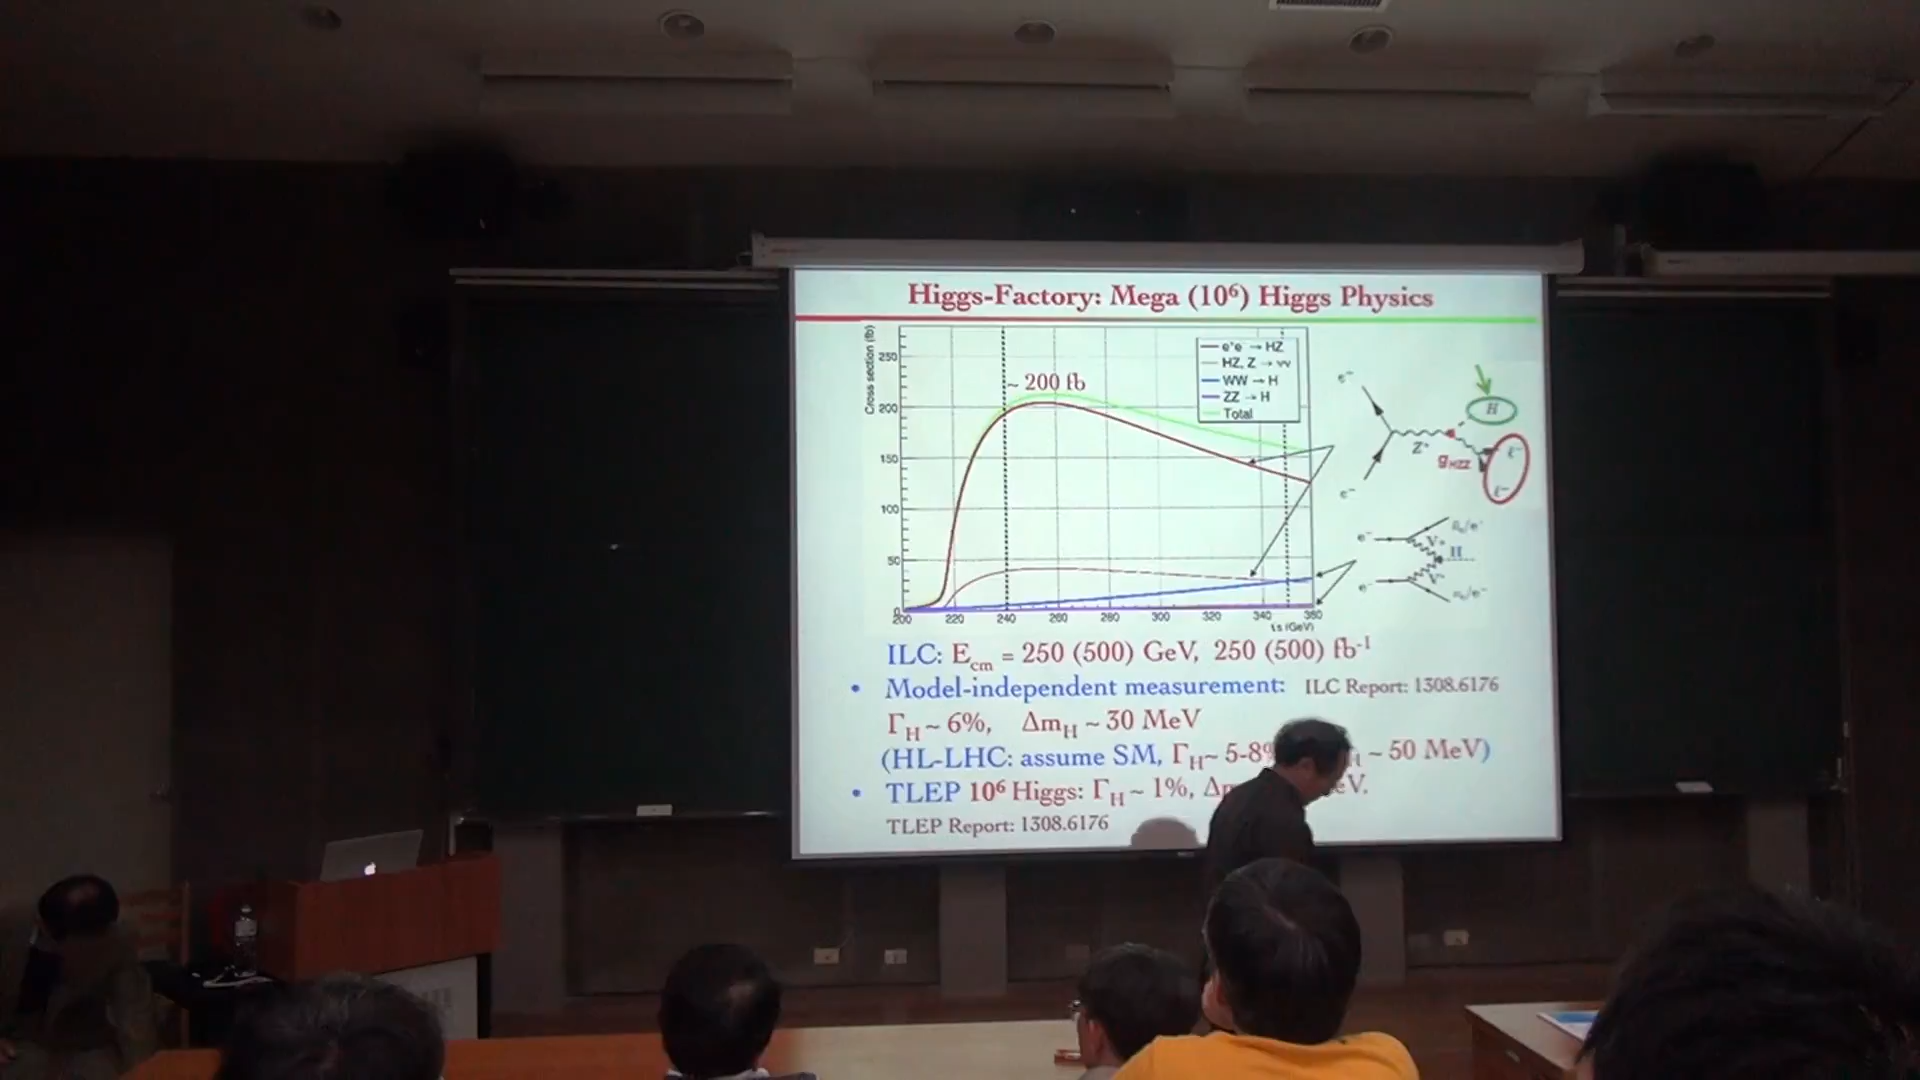 Higgs-Factory: Mega (10⁶) Higgs Physics
Cross section (fb)
250
200
150
100
50
0
~ 200 fb
e⁺e⁻ → HZ
HZ, Z → νν
WW → H
ZZ → H
Total
200 220 240 260 280 300 320 340 360
√s (GeV)
e⁻
H
Z*
g_HZZ
ℓ⁻
e⁻
e⁻
H
e⁻
ILC: E_cm = 250 (500) GeV, 250 (500) fb⁻¹
• Model-independent measurement: ILC Report: 1308.6176
Γ_H ~ 6%, Δm_H ~ 30 MeV
(HL-LHC: assume SM, Γ_H ~ 5-8% ~ 50 MeV)
• TLEP 10⁶ Higgs: Γ_H ~ 1%,
TLEP Report: 1308.6176